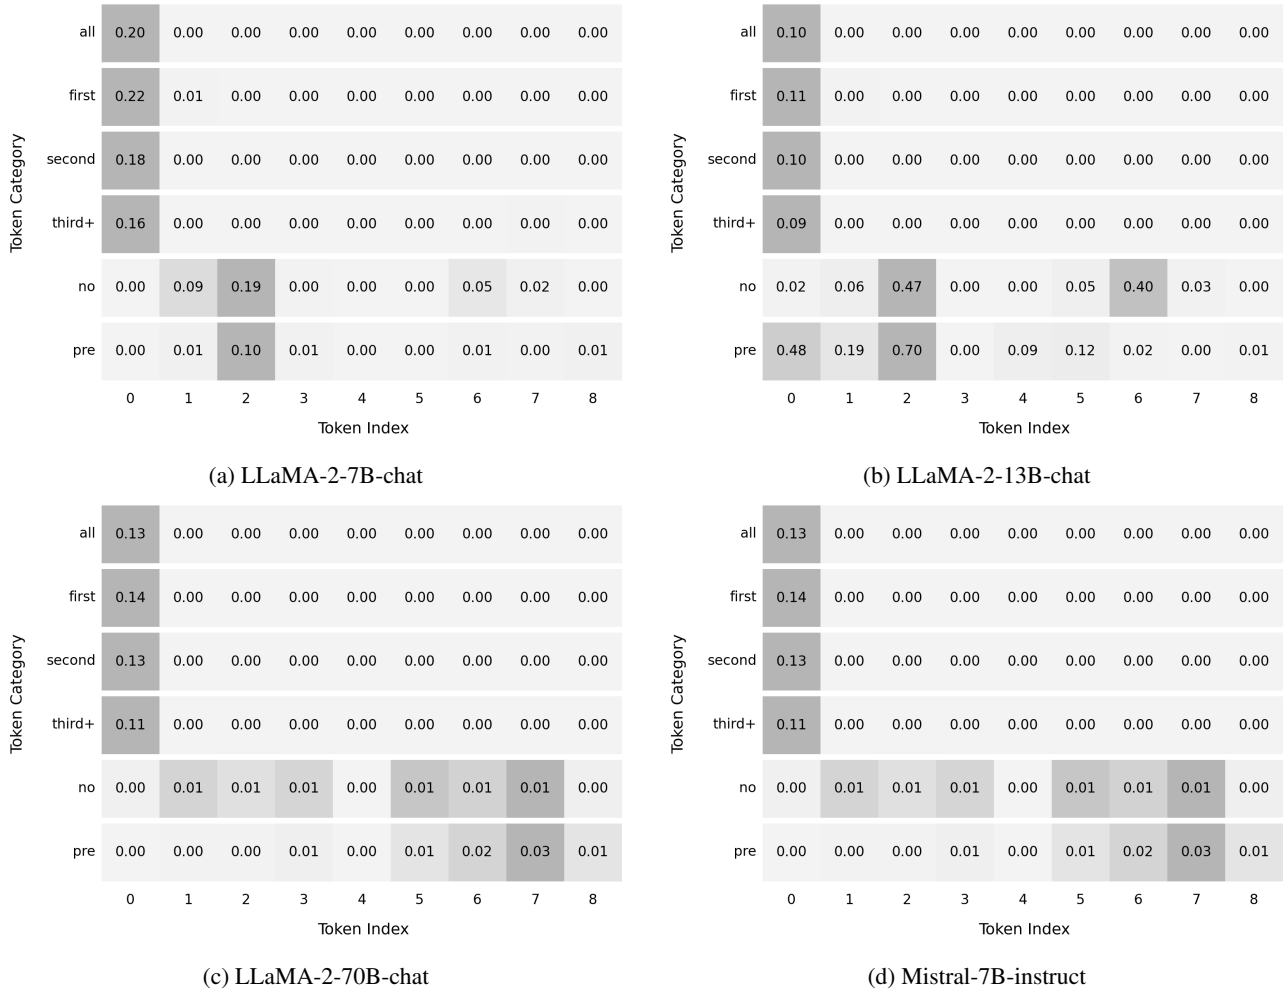 all 0.20 0.00 0.00 0.00 0.00 0.00 0.00 0.00 0.00
first 0.22 0.01 0.00 0.00 0.00 0.00 0.00 0.00 0.00
second 0.18 0.00 0.00 0.00 0.00 0.00 0.00 0.00 0.00
third+ 0.16 0.00 0.00 0.00 0.00 0.00 0.00 0.00 0.00
no 0.00 0.09 0.19 0.00 0.00 0.00 0.05 0.02 0.00
pre 0.00 0.01 0.10 0.01 0.00 0.00 0.01 0.00 0.01
0 1 2 3 4 5 6 7 8
Token Category
Token Index
(a) LLaMA-2-7B-chat
all 0.10 0.00 0.00 0.00 0.00 0.00 0.00 0.00 0.00
first 0.11 0.00 0.00 0.00 0.00 0.00 0.00 0.00 0.00
second 0.10 0.00 0.00 0.00 0.00 0.00 0.00 0.00 0.00
third+ 0.09 0.00 0.00 0.00 0.00 0.00 0.00 0.00 0.00
no 0.02 0.06 0.47 0.00 0.00 0.05 0.40 0.03 0.00
pre 0.48 0.19 0.70 0.00 0.09 0.12 0.02 0.00 0.01
0 1 2 3 4 5 6 7 8
Token Category
Token Index
(b) LLaMA-2-13B-chat
all 0.13 0.00 0.00 0.00 0.00 0.00 0.00 0.00 0.00
first 0.14 0.00 0.00 0.00 0.00 0.00 0.00 0.00 0.00
second 0.13 0.00 0.00 0.00 0.00 0.00 0.00 0.00 0.00
third+ 0.11 0.00 0.00 0.00 0.00 0.00 0.00 0.00 0.00
no 0.00 0.01 0.01 0.01 0.00 0.01 0.01 0.01 0.00
pre 0.00 0.00 0.00 0.01 0.00 0.01 0.02 0.03 0.01
0 1 2 3 4 5 6 7 8
Token Category
Token Index
(c) LLaMA-2-70B-chat
all 0.13 0.00 0.00 0.00 0.00 0.00 0.00 0.00 0.00
first 0.14 0.00 0.00 0.00 0.00 0.00 0.00 0.00 0.00
second 0.13 0.00 0.00 0.00 0.00 0.00 0.00 0.00 0.00
third+ 0.11 0.00 0.00 0.00 0.00 0.00 0.00 0.00 0.00
no 0.00 0.01 0.01 0.01 0.00 0.01 0.01 0.01 0.00
pre 0.00 0.00 0.00 0.01 0.00 0.01 0.02 0.03 0.01
0 1 2 3 4 5 6 7 8
Token Category
Token Index
(d) Mistral-7B-instruct